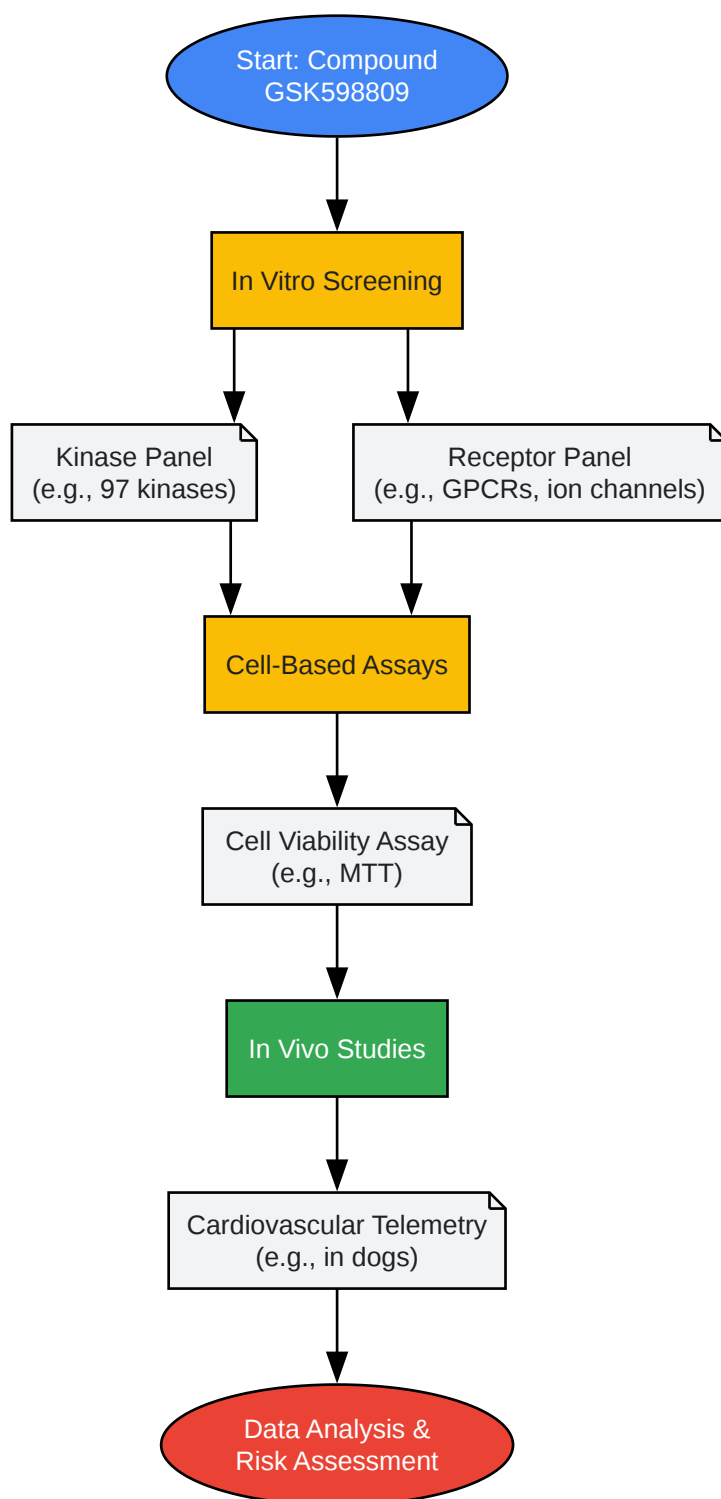 Start: Compound
GSK598809
In Vitro Screening
Kinase Panel
(e.g., 97 kinases)
Receptor Panel
(e.g., GPCRs, ion channels)
Cell-Based Assays
Cell Viability Assay
(e.g., MTT)
In Vivo Studies
Cardiovascular Telemetry
(e.g., in dogs)
Data Analysis &
Risk Assessment